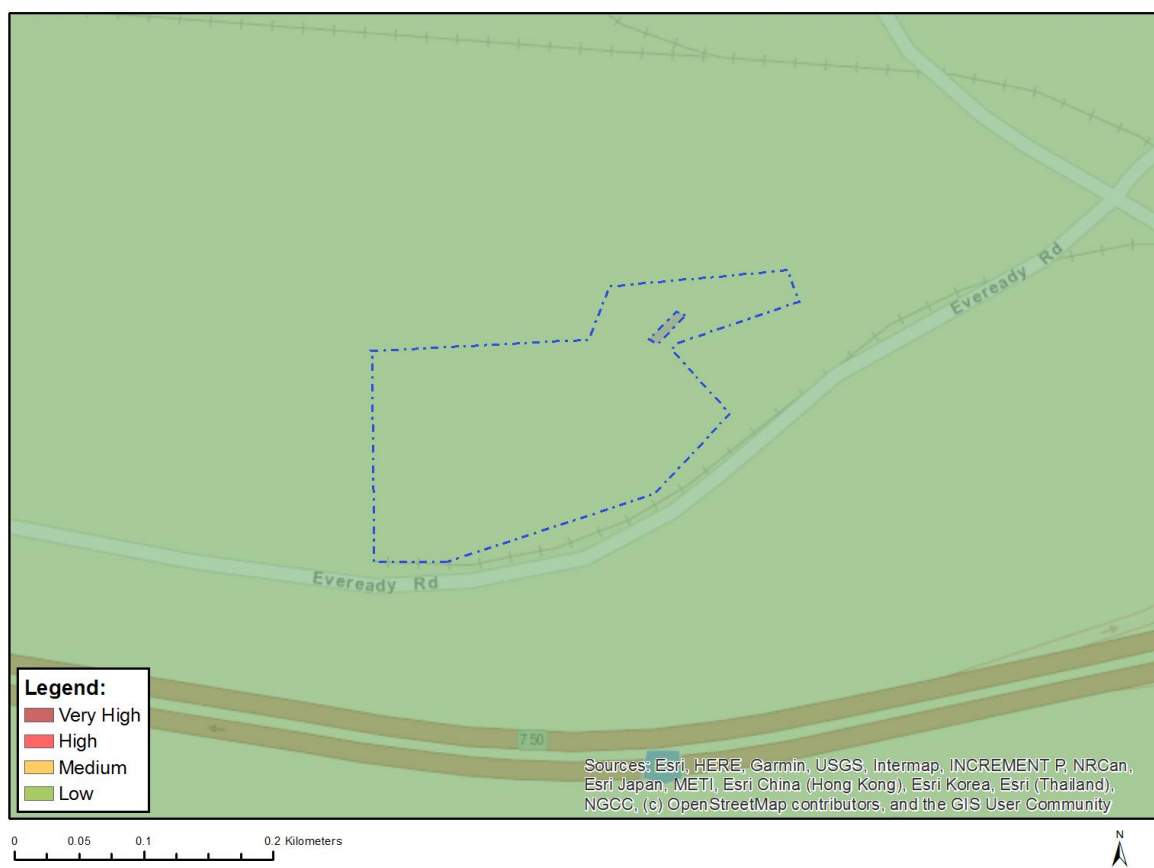 Eveready Rd
Eveready Rd
Legend:
Very High
High
Medium
Low
750
Sources: Esri, HERE, Garmin, USGS, Intermap, INCREMENT P, NRCan,
Esri Japan, METI, Esri China (Hong Kong), Esri Korea, Esri (Thailand),
NGCC, (c) OpenStreetMap contributors, and the GIS User Community
0 0.05 0.1 0.2 Kilometers
N